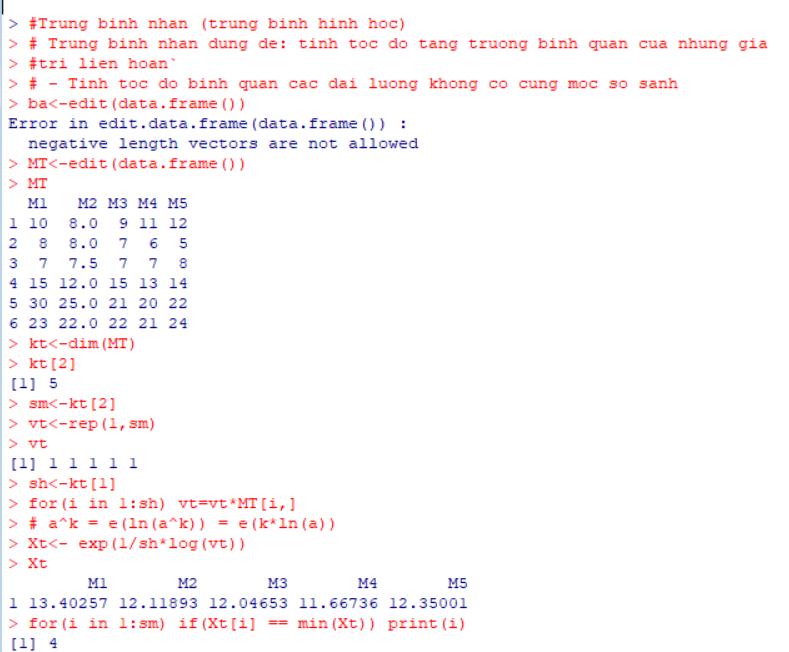 > #Trung binh nhan (trung binh hinh hoc)
> # Trung binh nhan dung de: tinh toc do tang truong binh quan cua nhung gia
> #tri lien hoan`
> # - Tinh toc do binh quan cac dai luong khong co cung moc so sanh
> ba<-edit(data.frame())
Error in edit.data.frame(data.frame()) :
  negative length vectors are not allowed
> MT<-edit(data.frame())
> MT
  M1   M2 M3 M4 M5
1 10  8.0  9 11 12
2  8  8.0  7  6  5
3  7  7.5  7  7  8
4 15 12.0 15 13 14
5 30 25.0 21 20 22
6 23 22.0 22 21 24
> kt<-dim(MT)
> kt[2]
[1] 5
> sm<-kt[2]
> vt<-rep(1,sm)
> vt
[1] 1 1 1 1 1
> sh<-kt[1]
> for(i in 1:sh) vt=vt*MT[i,]
> # a^k = e(ln(a^k)) = e(k*ln(a))
> Xt<- exp(1/sh*log(vt))
> Xt
        M1       M2       M3       M4       M5
1 13.40257 12.11893 12.04653 11.66736 12.35001
> for(i in 1:sm) if(Xt[i] == min(Xt)) print(i)
[1] 4